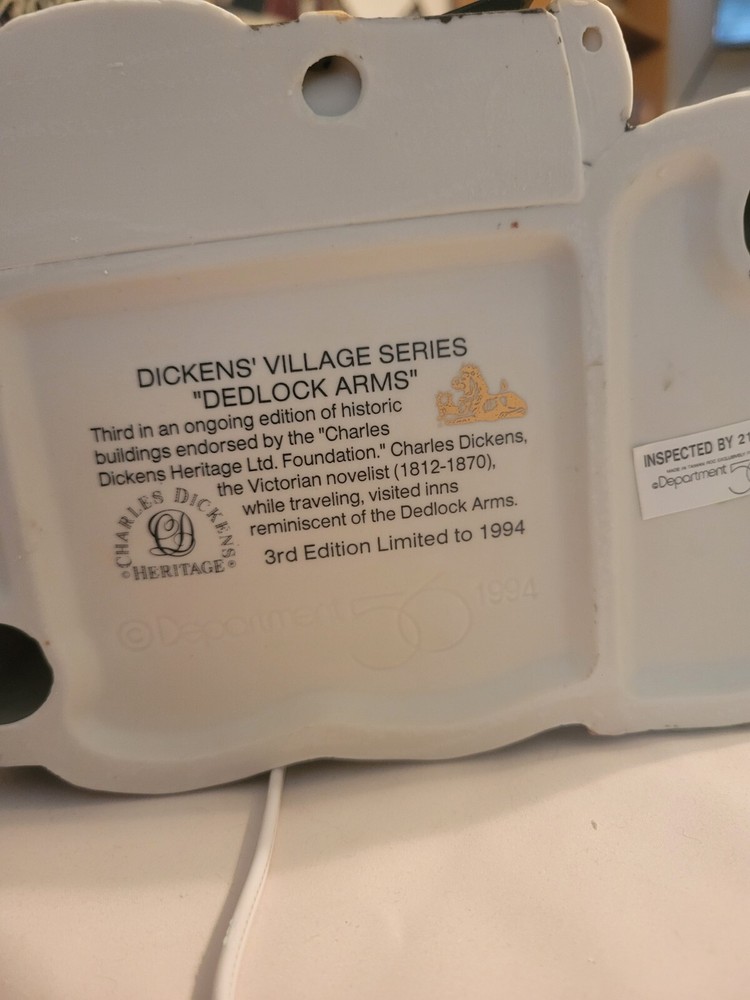 DICKENS' VILLAGE SERIES
"DEDLOCK ARMS"
Third in an ongoing edition of historic
buildings endorsed by the "Charles
Dickens Heritage Ltd. Foundation." Charles Dickens,
the Victorian novelist (1812-1870),
while traveling, visited inns
reminiscent of the Dedlock Arms.
3rd Edition Limited to 1994
CHARLES DICKENS
CD
© HERITAGE ®
© Department 56 1994
INSPECTED BY 21
© Department 5